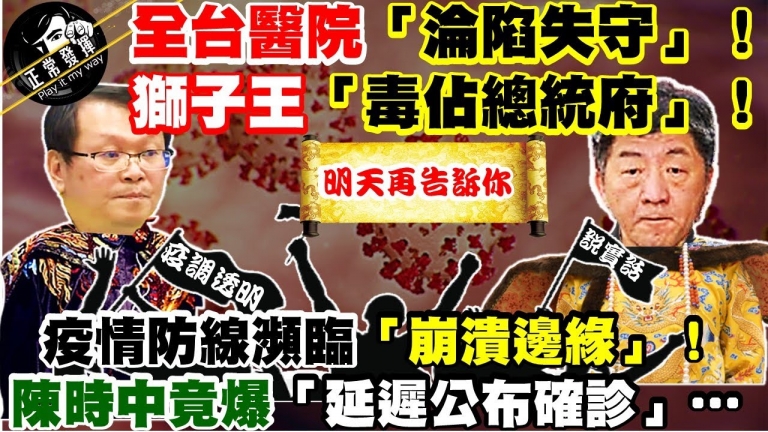 正常發揮
Play it my way
全台醫院「淪陷失守」！
獅子王「毒佔總統府」！
明天再告訴你
疫調透明
說實話
疫情防線瀕臨「崩潰邊緣」！
陳時中竟爆「延遲公布確診」…